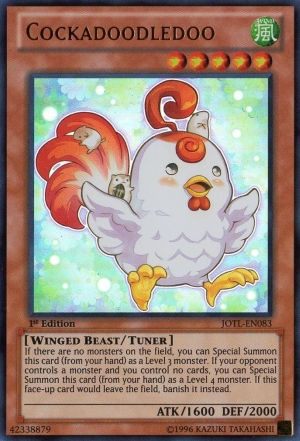 COCKADOODLEDOO
WIND
風
1st Edition
JOTL-EN083
[WINGED BEAST/TUNER]
If there are no monsters on the field, you can Special Summon
this card (from your hand) as a Level 3 monster. If your opponent
controls a monster and you control no cards, you can Special
Summon this card (from your hand) as a Level 4 monster. If this
face-up card would leave the field, banish it instead.
ATK/1600 DEF/2000
42338879
©1996 KAZUKI TAKAHASHI